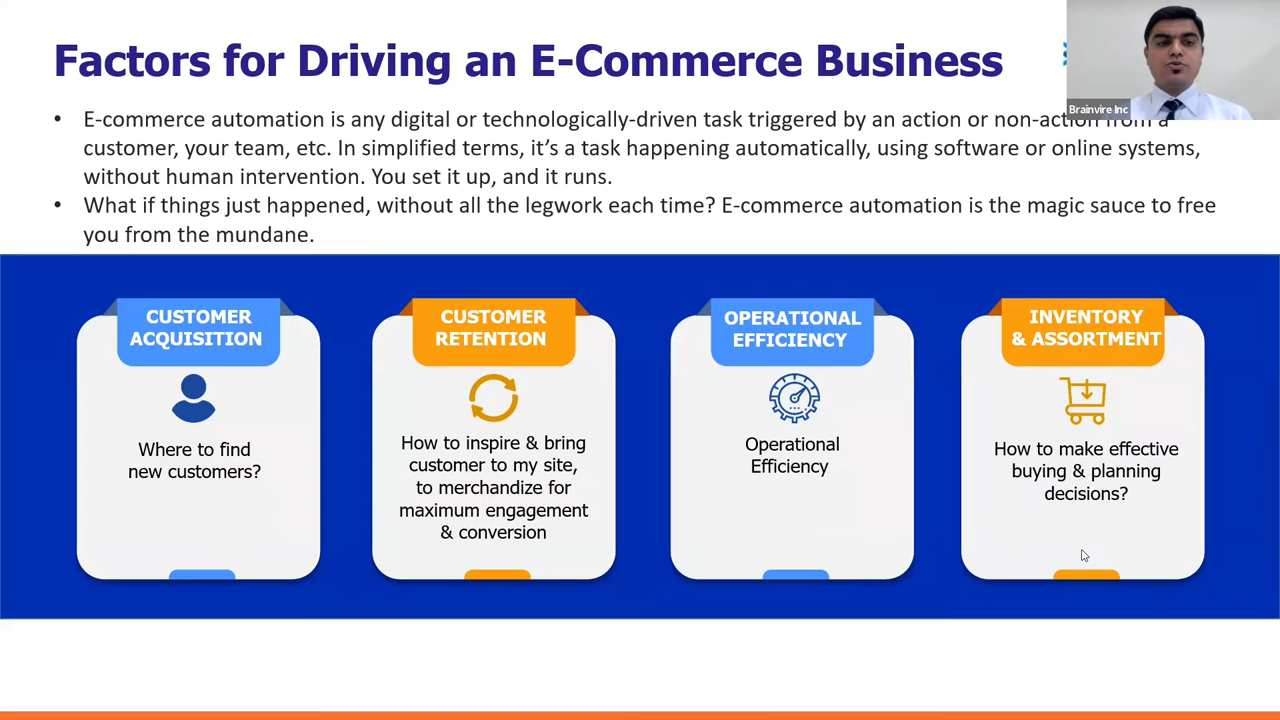 Factors for Driving an E-Commerce Business
Brainvire Inc
• E-commerce automation is any digital or technologically-driven task triggered by an action or non-action from a
customer, your team, etc. In simplified terms, it’s a task happening automatically, using software or online systems,
without human intervention. You set it up, and it runs.
• What if things just happened, without all the legwork each time? E-commerce automation is the magic sauce to free
you from the mundane.
CUSTOMER
ACQUISITION
Where to find
new customers?
CUSTOMER
RETENTION
How to inspire & bring
customer to my site,
to merchandize for
maximum engagement
& conversion
OPERATIONAL
EFFICIENCY
Operational
Efficiency
INVENTORY
& ASSORTMENT
How to make effective
buying & planning
decisions?